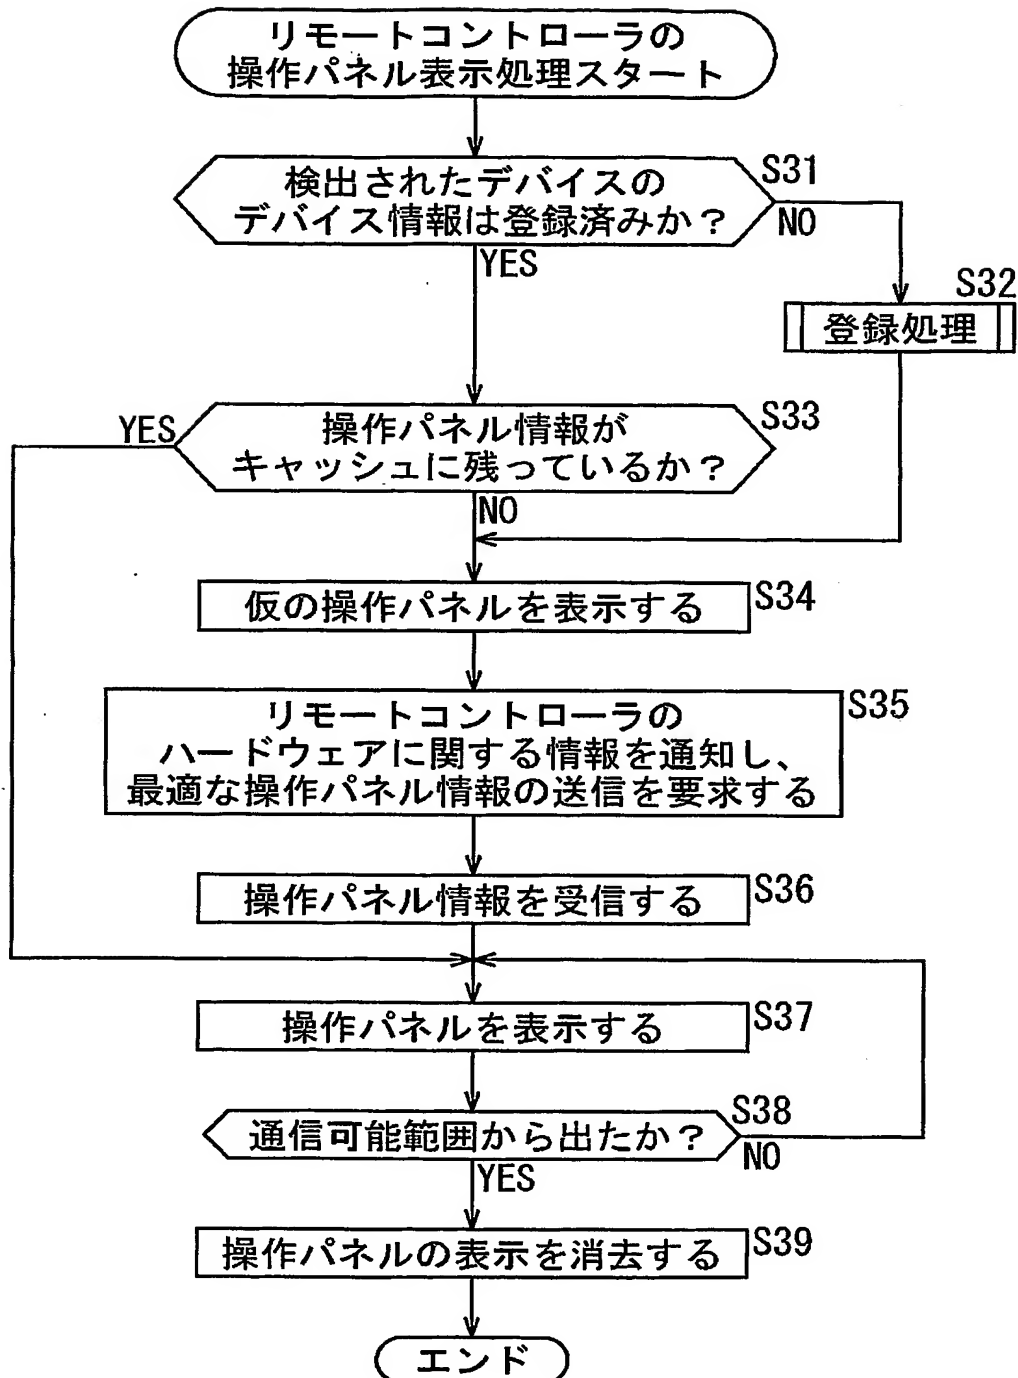 リモートコントローラの
操作パネル表示処理スタート
検出されたデバイスの
デバイス情報は登録済みか？
S31
NO
YES
S32
登録処理
操作パネル情報が
キャッシュに残っているか？
S33
YES
NO
仮の操作パネルを表示する
S34
リモートコントローラの
ハードウェアに関する情報を通知し、
最適な操作パネル情報の送信を要求する
S35
操作パネル情報を受信する
S36
操作パネルを表示する
S37
通信可能範囲から出たか？
S38
NO
YES
操作パネルの表示を消去する
S39
エンド